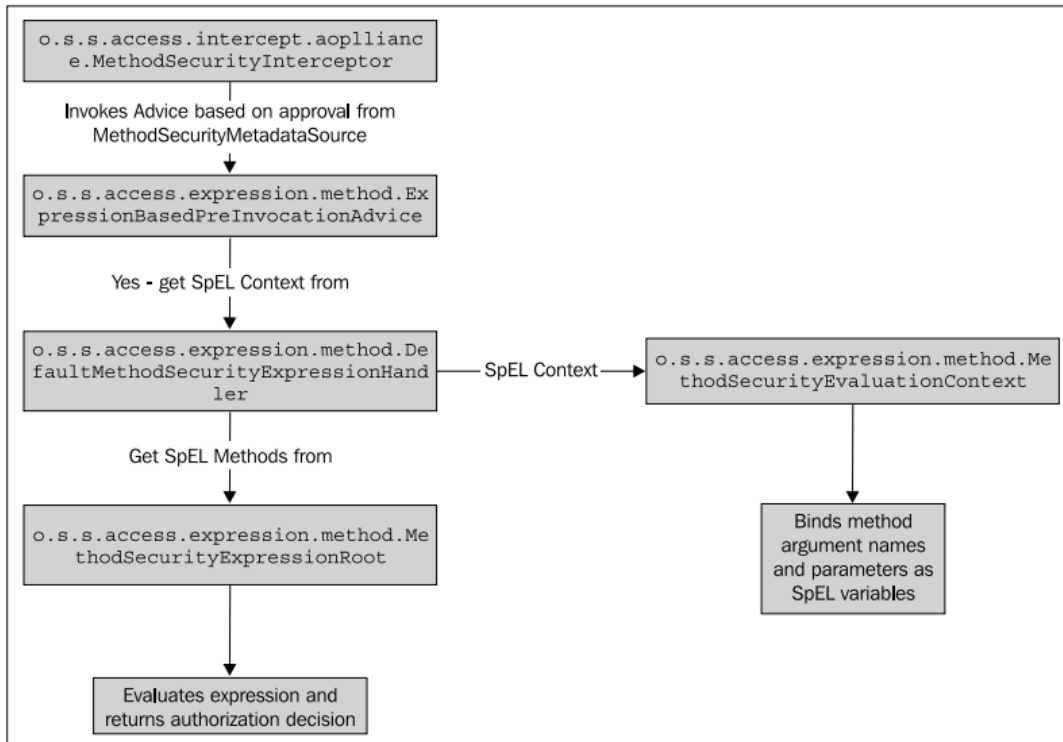 o.s.s.access.intercept.aopllianc
e.MethodSecurityInterceptor
Invokes Advice based on approval from
MethodSecurityMetadataSource
o.s.s.access.expression.method.Ex
pressionBasedPreInvocationAdvice
Yes - get SpEL Context from
o.s.s.access.expression.method.De
faultMethodSecurityExpressionHand
ler
SpEL Context
o.s.s.access.expression.method.Me
thodSecurityEvaluationContext
Get SpEL Methods from
o.s.s.access.expression.method.Me
thodSecurityExpressionRoot
Binds method
argument names
and parameters as
SpEL variables
Evaluates expression and
returns authorization decision